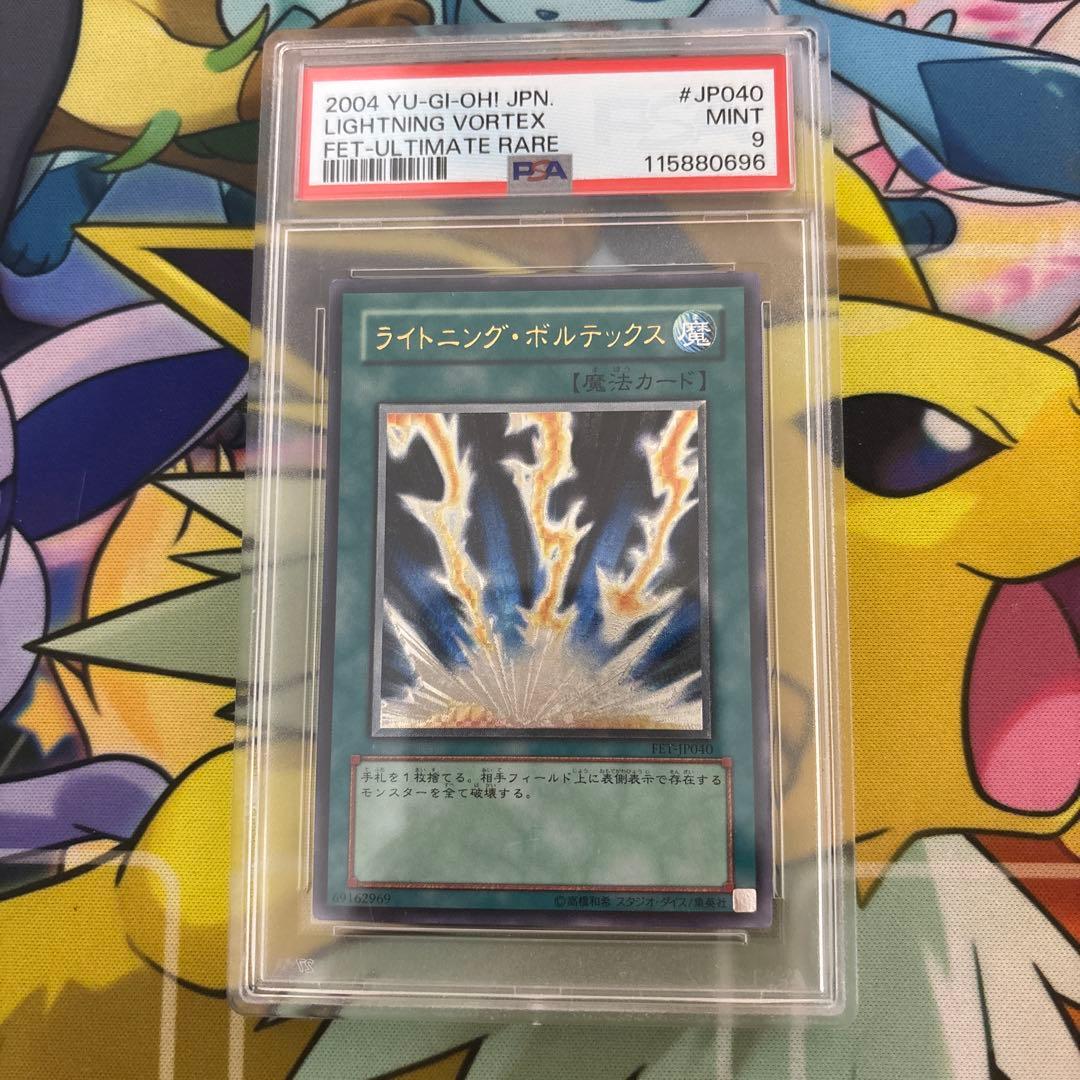 2004 YU-GI-OH! JPN. #JP040
LIGHTNING VORTEX MINT
FET-ULTIMATE RARE 9
PSA 115880696
ライトニング・ボルテックス 魔
【魔法カード】
FET-JP040
手札を1枚捨てる。相手フィールド上に表側表示で存在する
モンスターを全て破壊する。
69162969 ©高橋和希 スタジオ・ダイス/集英社